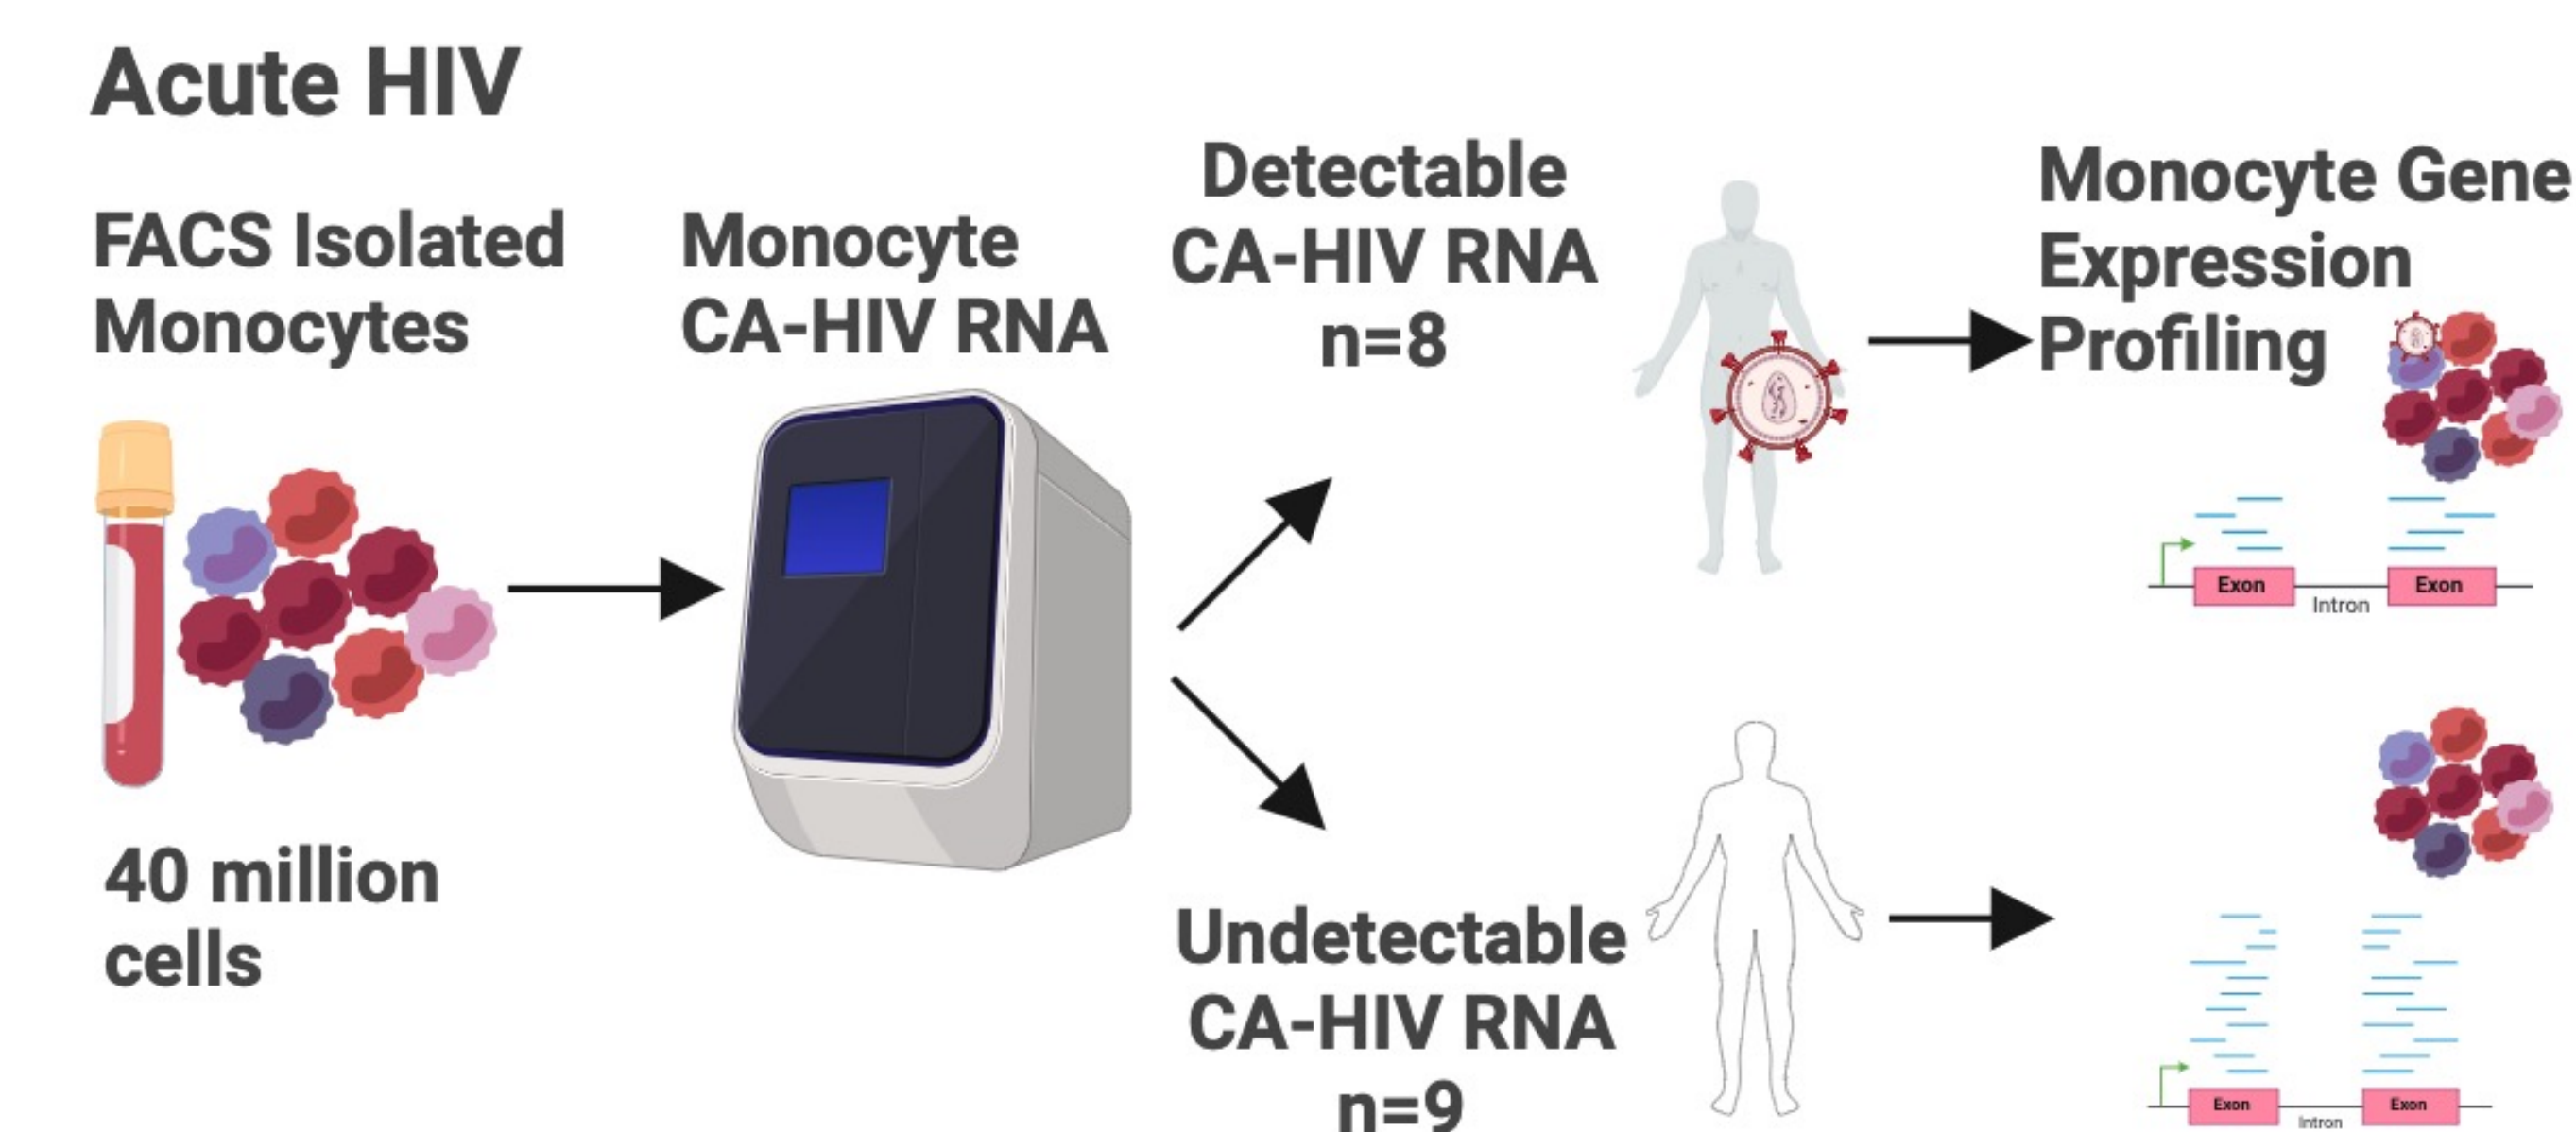 Acute HIV
FACS Isolated
Monocytes
40 million
cells
Monocyte
CA-HIV RNA
Detectable
CA-HIV RNA
n=8
Undetectable
CA-HIV RNA
n=9
Monocyte Gene
Expression
Profiling
Exon
Intron
Exon
Exon
Intron
Exon